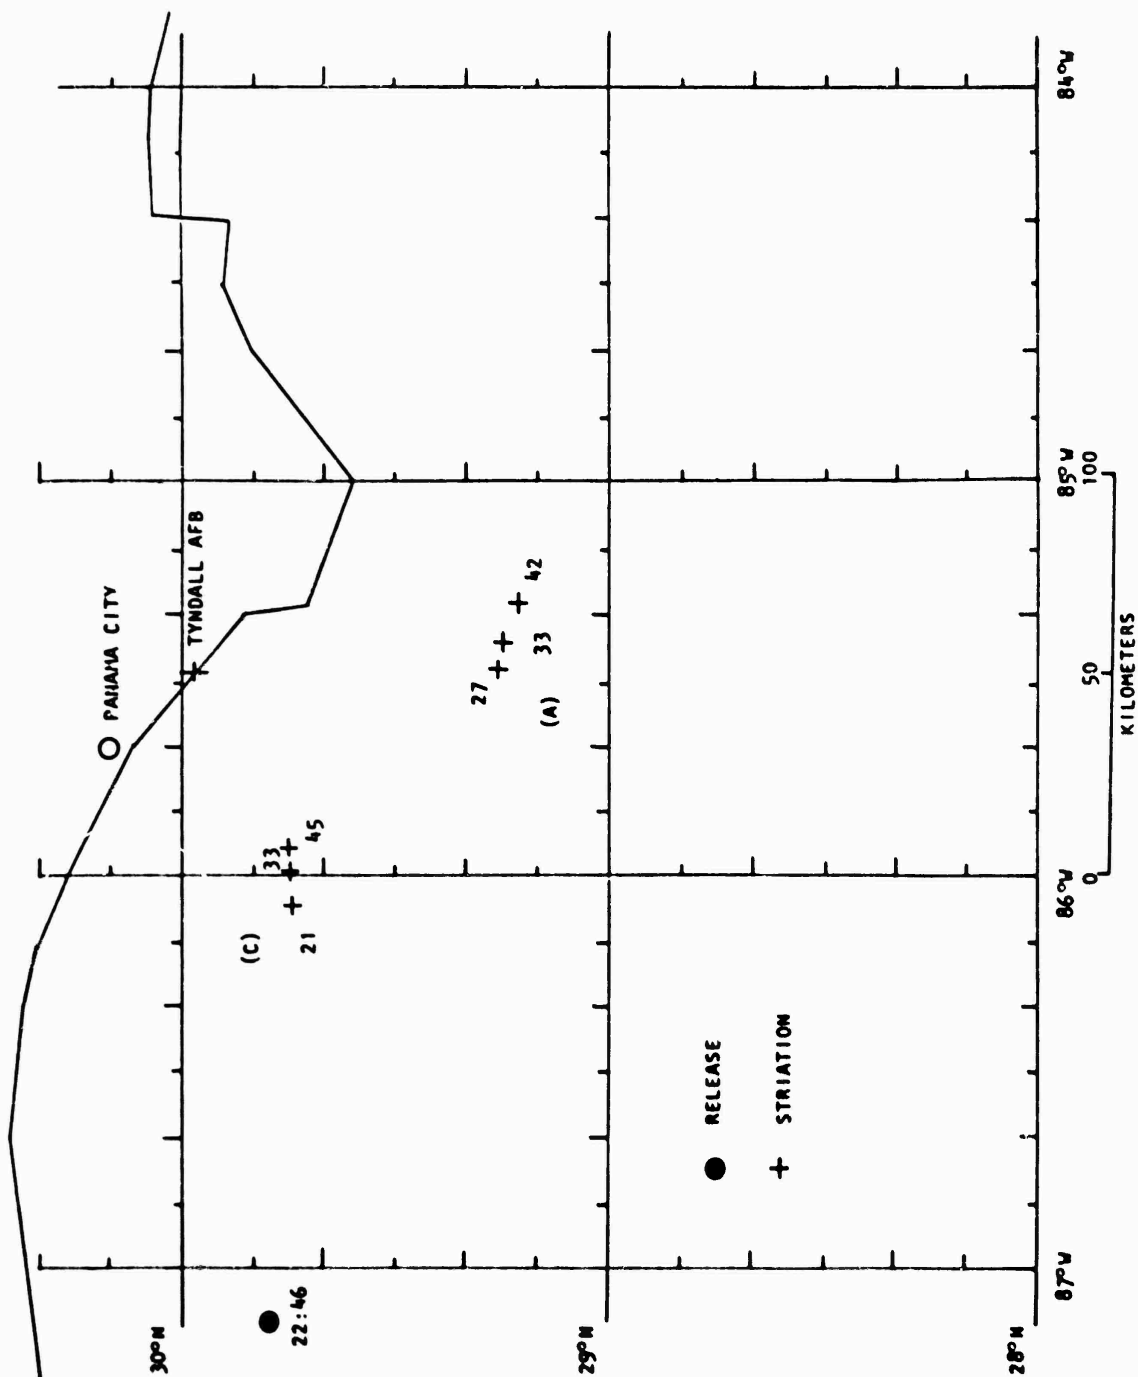 PANAMA CITY
TYNDALL AFB
30°N
29°N
28°N
87°W
86°W
85°W
84°W
22:46
(C)
21
33
45
(A)
27
33
42
RELEASE
STRIATION
0
50
100
KILOMETERS